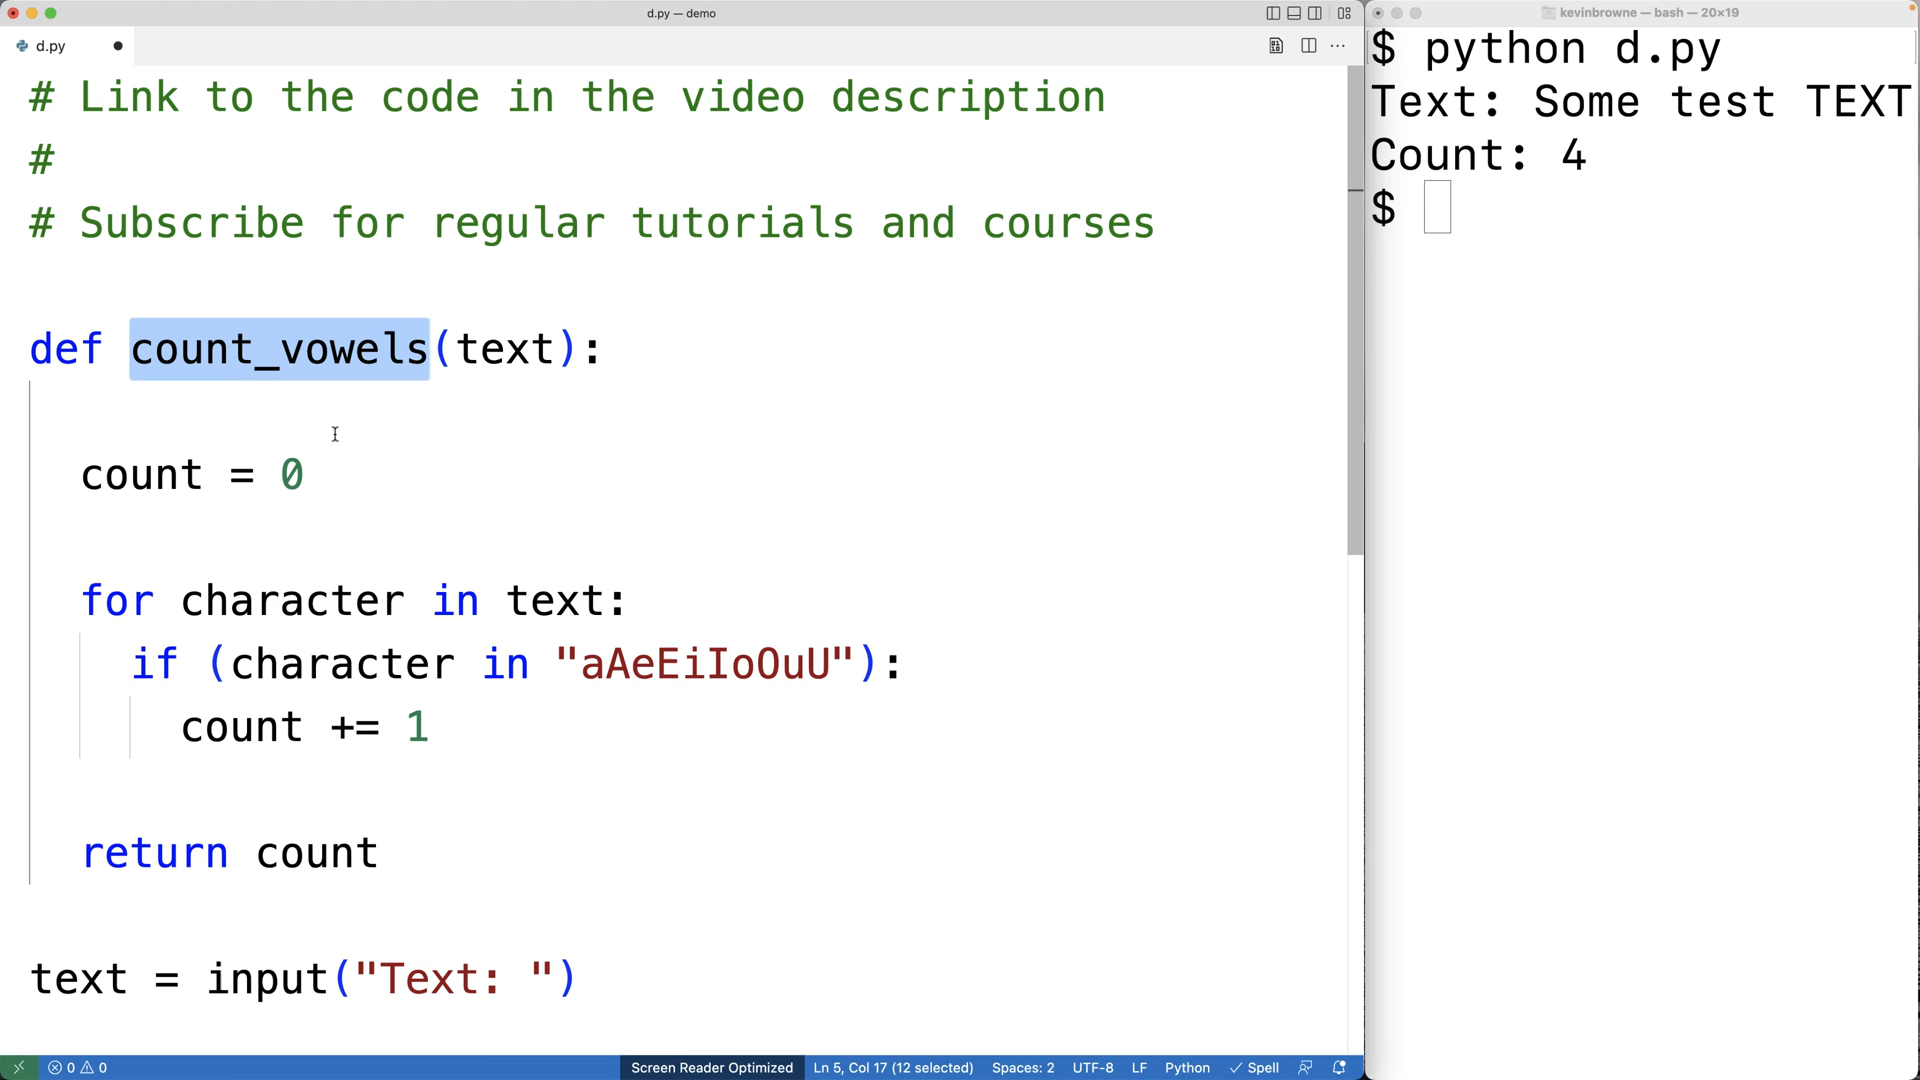 d.py — demo
d.py
# Link to the code in the video description
#
# Subscribe for regular tutorials and courses
def count_vowels(text):
count = 0
for character in text:
if (character in "aAeEiIoOuU"):
count += 1
return count
text = input("Text: ")
0 0
Screen Reader Optimized Ln 5, Col 17 (12 selected) Spaces: 2 UTF-8 LF Python Spell
kevinbrowne — bash — 20×19
$ python d.py
Text: Some test TEXT
Count: 4
$